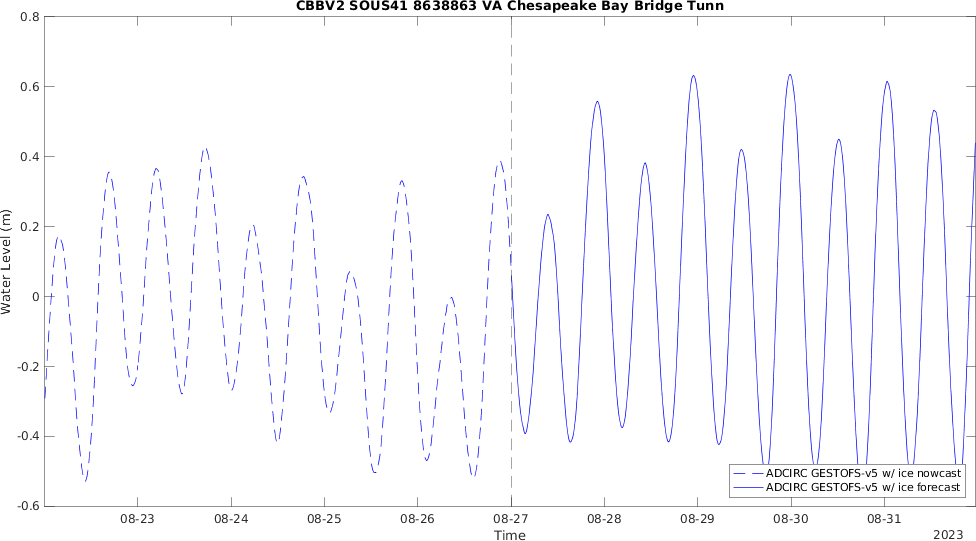 CBBV2 SOUS41 8638863 VA Chesapeake Bay Bridge Tunn
0.8
0.6
0.4
0.2
0
-0.2
-0.4
-0.6
Water Level (m)
08-23 08-24 08-25 08-26 08-27 08-28 08-29 08-30 08-31
Time
2023
ADCIRC GESTOFS-v5 w/ ice nowcast
ADCIRC GESTOFS-v5 w/ ice forecast